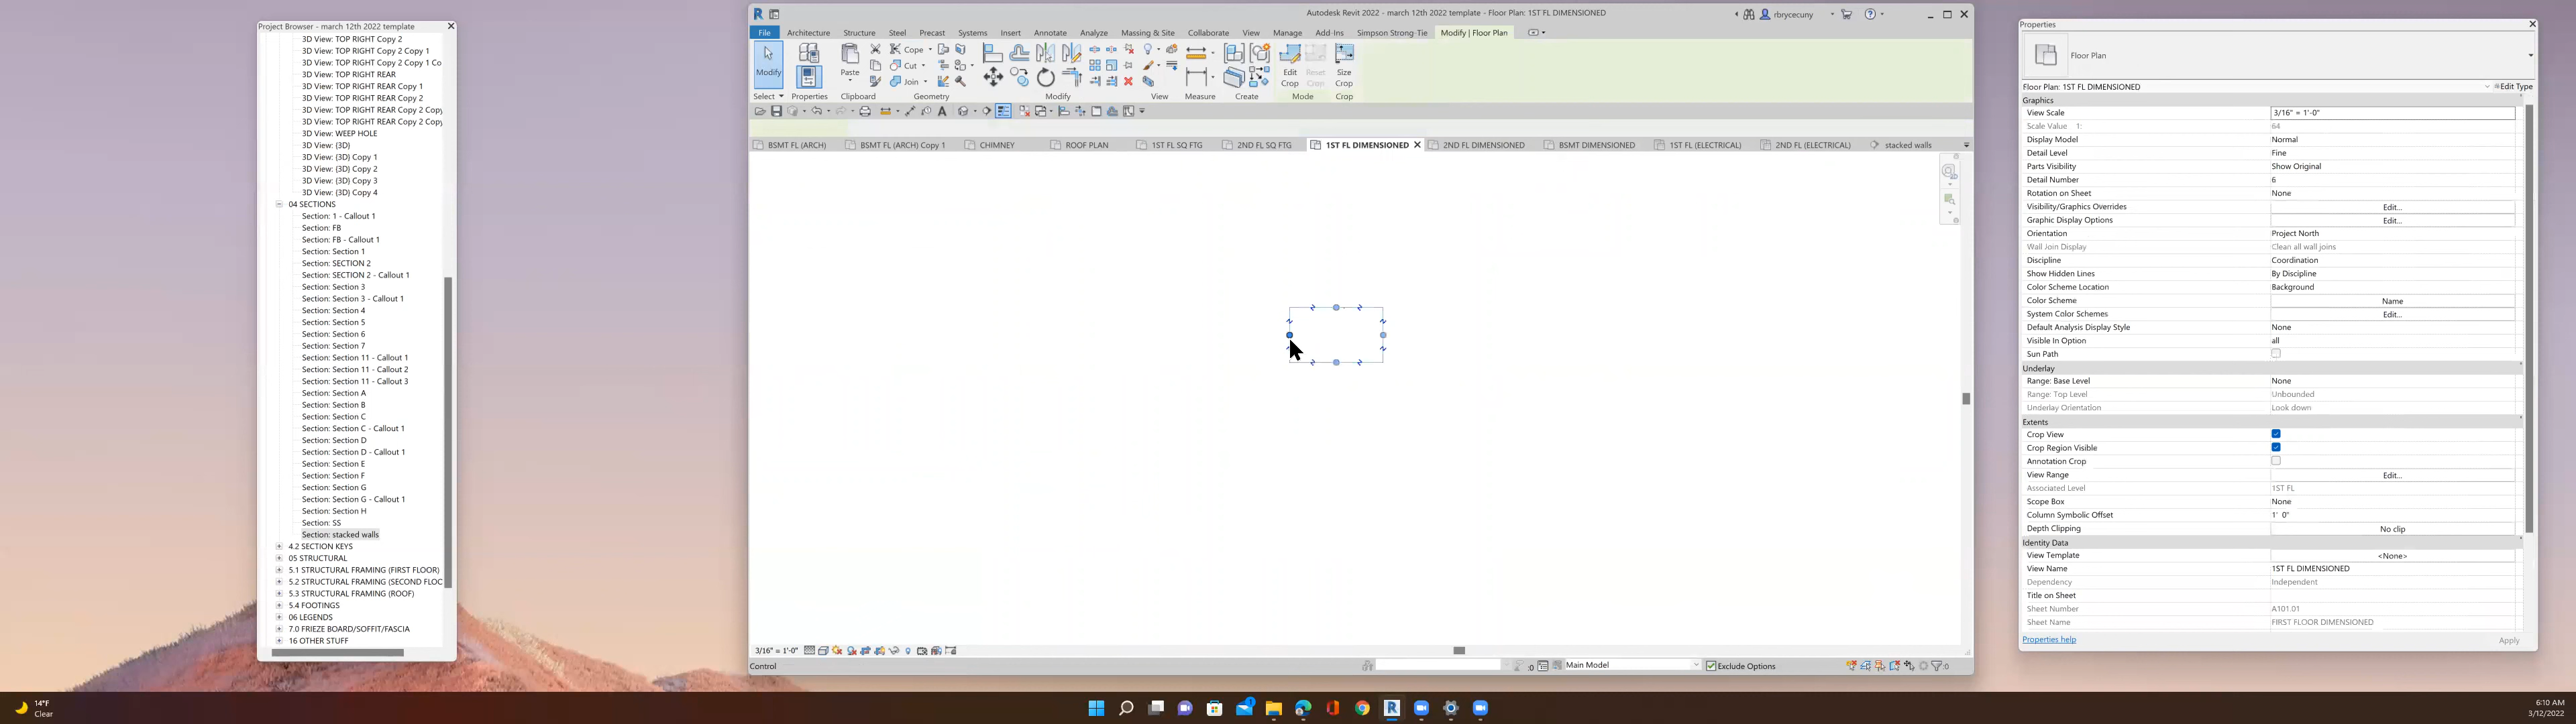 Project Browser - march 12th 2022 template
3D View: TOP RIGHT Copy 2
3D View: TOP RIGHT Copy 2 Copy 1
3D View: TOP RIGHT Copy 2 Copy 1 Co
3D View: TOP RIGHT REAR
3D View: TOP RIGHT REAR Copy 1
3D View: TOP RIGHT REAR Copy 2
3D View: TOP RIGHT REAR Copy 2 Copy
3D View: TOP RIGHT REAR Copy 2 Copy
3D View: WEEP HOLE
3D View: {3D}
3D View: {3D} Copy 1
3D View: {3D} Copy 2
3D View: {3D} Copy 3
3D View: {3D} Copy 4
04 SECTIONS
Section: 1 - Callout 1
Section: FB
Section: FB - Callout 1
Section: Section 1
Section: SECTION 2
Section: SECTION 2 - Callout 1
Section: Section 3
Section: Section 3 - Callout 1
Section: Section 4
Section: Section 5
Section: Section 6
Section: Section 7
Section: Section 11 - Callout 1
Section: Section 11 - Callout 2
Section: Section 11 - Callout 3
Section: Section A
Section: Section B
Section: Section C
Section: Section C - Callout 1
Section: Section D
Section: Section D - Callout 1
Section: Section E
Section: Section F
Section: Section G
Section: Section G - Callout 1
Section: Section H
Section: SS
Section: stacked walls
4.2 SECTION KEYS
05 STRUCTURAL
5.1 STRUCTURAL FRAMING (FIRST FLOOR)
5.2 STRUCTURAL FRAMING (SECOND FLOC
5.3 STRUCTURAL FRAMING (ROOF)
5.4 FOOTINGS
06 LEGENDS
7.0 FRIEZE BOARD/SOFFIT/FASCIA
16 OTHER STUFF
Autodesk Revit 2022 - march 12th 2022 template - Floor Plan: 1ST FL DIMENSIONED
rbrycecuny
File Architecture Structure Steel Precast Systems Insert Annotate Analyze Massing & Site Collaborate View Manage Add-Ins Simpson Strong-Tie Modify | Floor Plan
Cope
Cut
Join
Modify Paste Edit Crop Reset Crop Size Crop
Select Properties Clipboard Geometry Modify View Measure Create Mode Crop
BSMT FL (ARCH) BSMT FL (ARCH) Copy 1 CHIMNEY ROOF PLAN 1ST FL SQ FTG 2ND FL SQ FTG 1ST FL DIMENSIONED 2ND FL DIMENSIONED BSMT DIMENSIONED 1ST FL (ELECTRICAL) 2ND FL (ELECTRICAL) stacked walls
3/16" = 1'-0"
Control
:0 Main Model Exclude Options :0
Properties
Floor Plan
Floor Plan: 1ST FL DIMENSIONED Edit Type
Graphics
View Scale 3/16" = 1'-0"
Scale Value 1: 64
Display Model Normal
Detail Level Fine
Parts Visibility Show Original
Detail Number 6
Rotation on Sheet None
Visibility/Graphics Overrides Edit...
Graphic Display Options Edit...
Orientation Project North
Wall Join Display Clean all wall joins
Discipline Coordination
Show Hidden Lines By Discipline
Color Scheme Location Background
Color Scheme Name
System Color Schemes Edit...
Default Analysis Display Style None
Visible In Option all
Sun Path
Underlay
Range: Base Level None
Range: Top Level Unbounded
Underlay Orientation Look down
Extents
Crop View
Crop Region Visible
Annotation Crop
View Range Edit...
Associated Level 1ST FL
Scope Box None
Column Symbolic Offset 1' 0"
Depth Clipping No clip
Identity Data
View Template <None>
View Name 1ST FL DIMENSIONED
Dependency Independent
Title on Sheet
Sheet Number A101.01
Sheet Name FIRST FLOOR DIMENSIONED
Properties help Apply
14°F
Clear
6:10 AM
3/12/2022